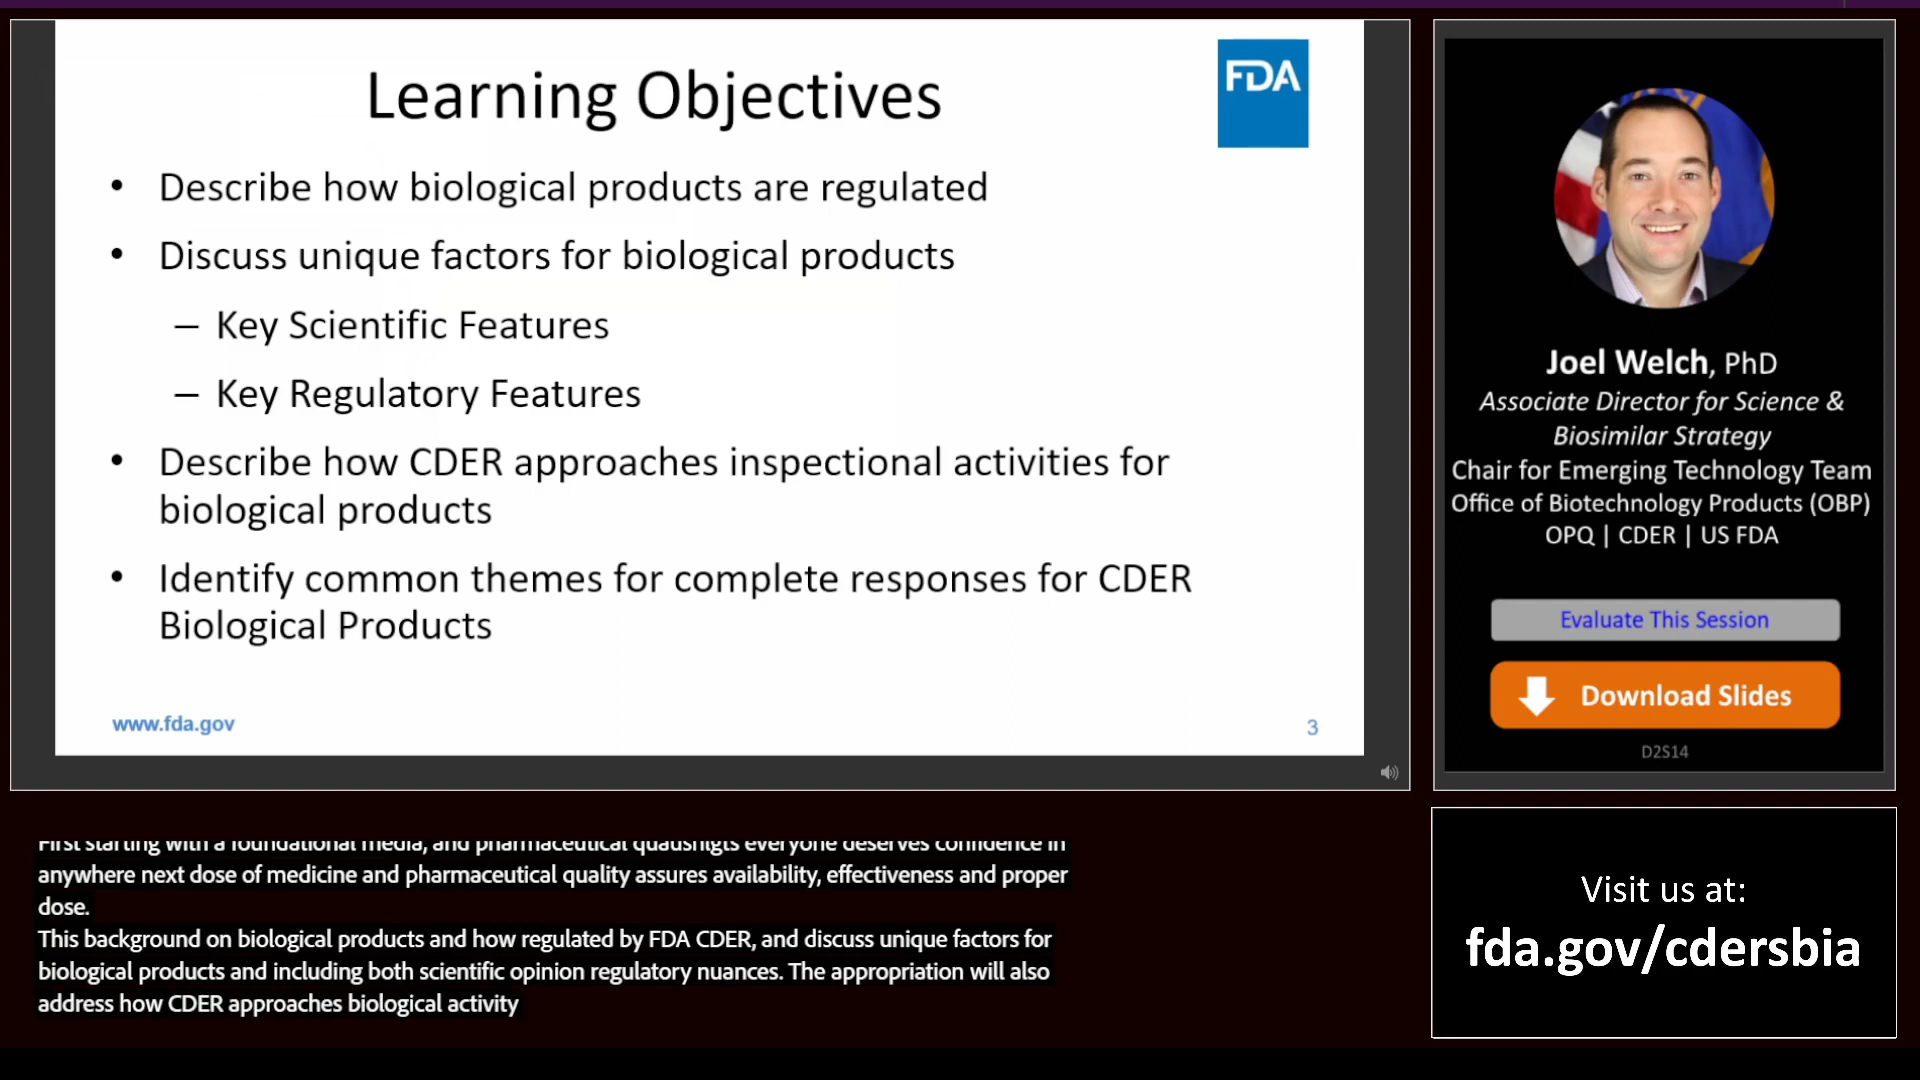 Learning Objectives
FDA
• Describe how biological products are regulated
• Discuss unique factors for biological products
– Key Scientific Features
– Key Regulatory Features
• Describe how CDER approaches inspectional activities for
biological products
• Identify common themes for complete responses for CDER
Biological Products
www.fda.gov
3
Joel Welch, PhD
Associate Director for Science &
Biosimilar Strategy
Chair for Emerging Technology Team
Office of Biotechnology Products (OBP)
OPQ | CDER | US FDA
Evaluate This Session
Download Slides
D2S14
First starting with a foundational media, and pharmaceutical everyone deserves confidence in
anywhere next dose of medicine and pharmaceutical quality assures availability, effectiveness and proper
dose.
This background on biological products and how regulated by FDA CDER, and discuss unique factors for
biological products and including both scientific opinion regulatory nuances. The appropriation will also
address how CDER approaches biological activity
Visit us at:
fda.gov/cdersbia